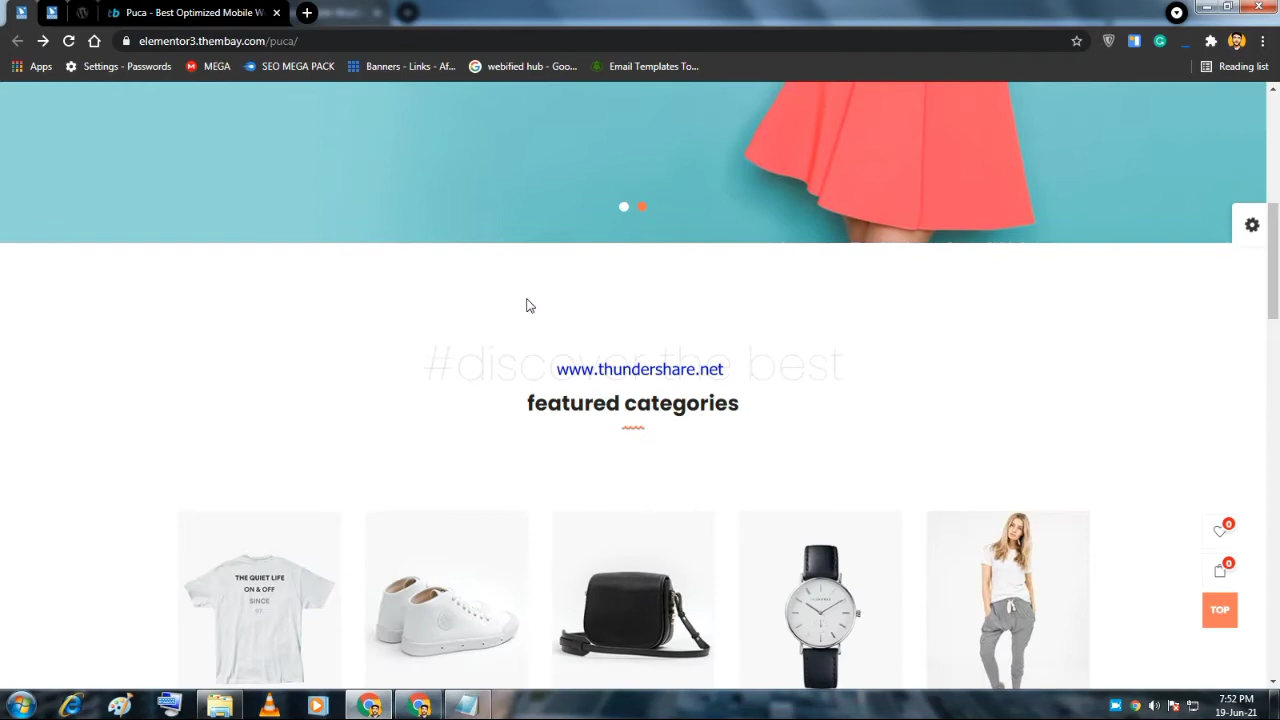 Puca - Best Optimized Mobile W
elementor3.thembay.com/puca/
Apps
Settings - Passwords
MEGA
SEO MEGA PACK
Banners - Links - Af...
webified hub - Goo...
Email Templates To...
Reading list
#discover the best
www.thundershare.net
featured categories
THE QUIET LIFE
ON & OFF
SINCE
97
0
0
TOP
7:52 PM
19-Jun-21